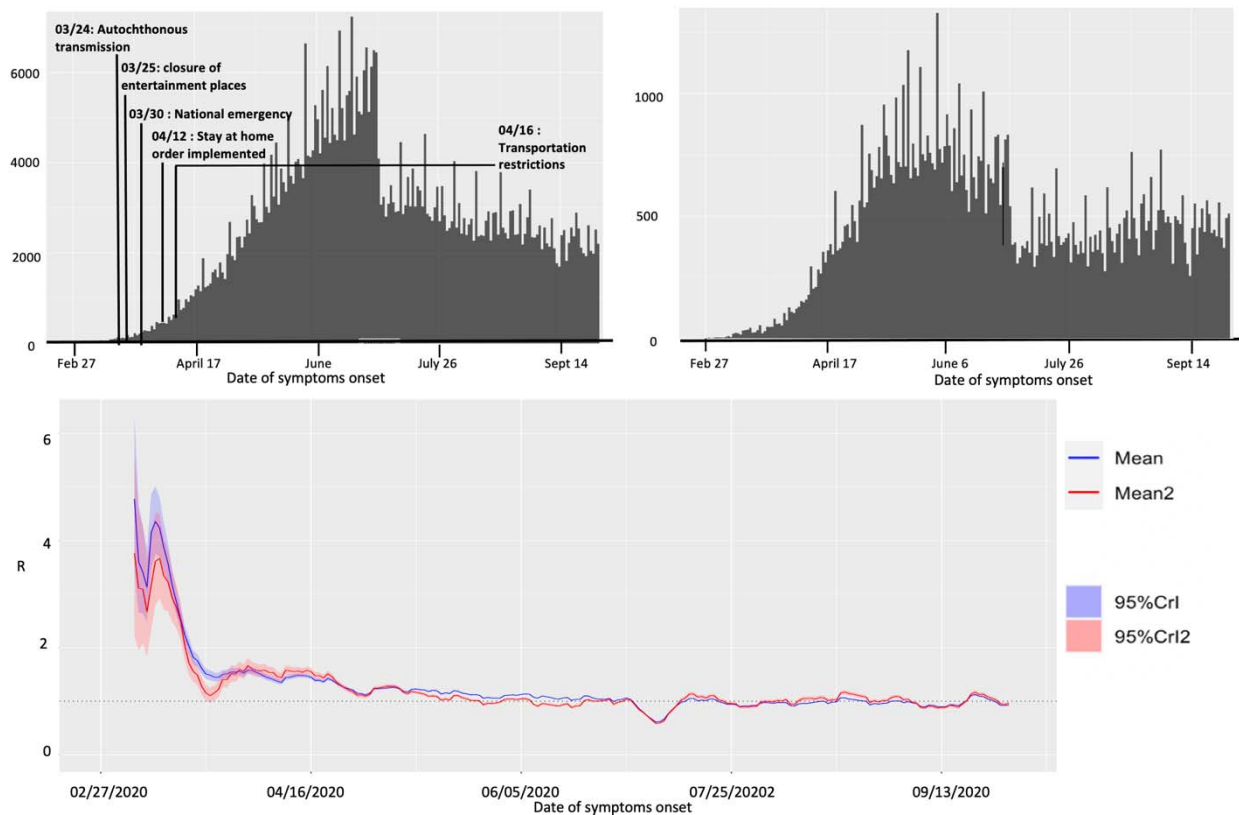 03/24: Autochthonous
transmission
03/25: closure of
entertainment places
03/30 : National emergency
04/12 : Stay at home
order implemented
04/16 :
Transportation
restrictions
6000
4000
2000
0
Feb 27
April 17
June
July 26
Sept 14
Date of symptoms onset
1000
500
0
Feb 27
April 17
June 6
July 26
Sept 14
Date of symptoms onset
6
4
R
2
0
02/27/2020
04/16/2020
06/05/2020
07/25/20202
09/13/2020
Date of symptoms onset
Mean
Mean2
95%CrI
95%CrI2